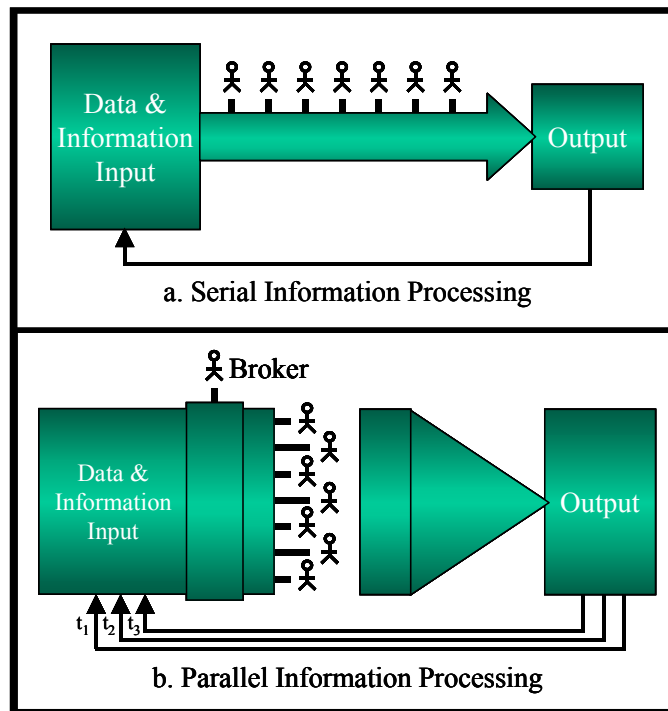 Data &
Information
Input
Output
a. Serial Information Processing
Broker
Data &
Information
Input
Output
t1 t2 t3
b. Parallel Information Processing